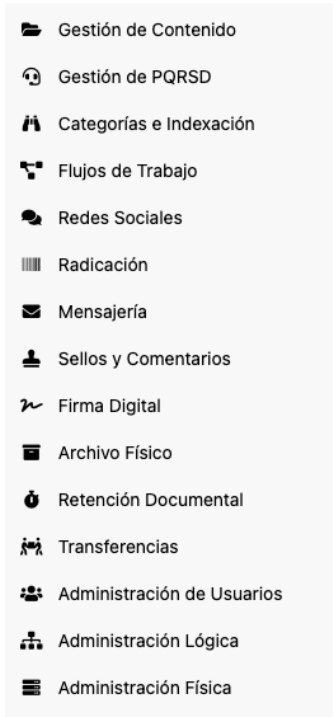 Gestión de Contenido
Gestión de PQRSD
Categorías e Indexación
Flujos de Trabajo
Redes Sociales
Radicación
Mensajería
Sellos y Comentarios
Firma Digital
Archivo Físico
Retención Documental
Transferencias
Administración de Usuarios
Administración Lógica
Administración Física